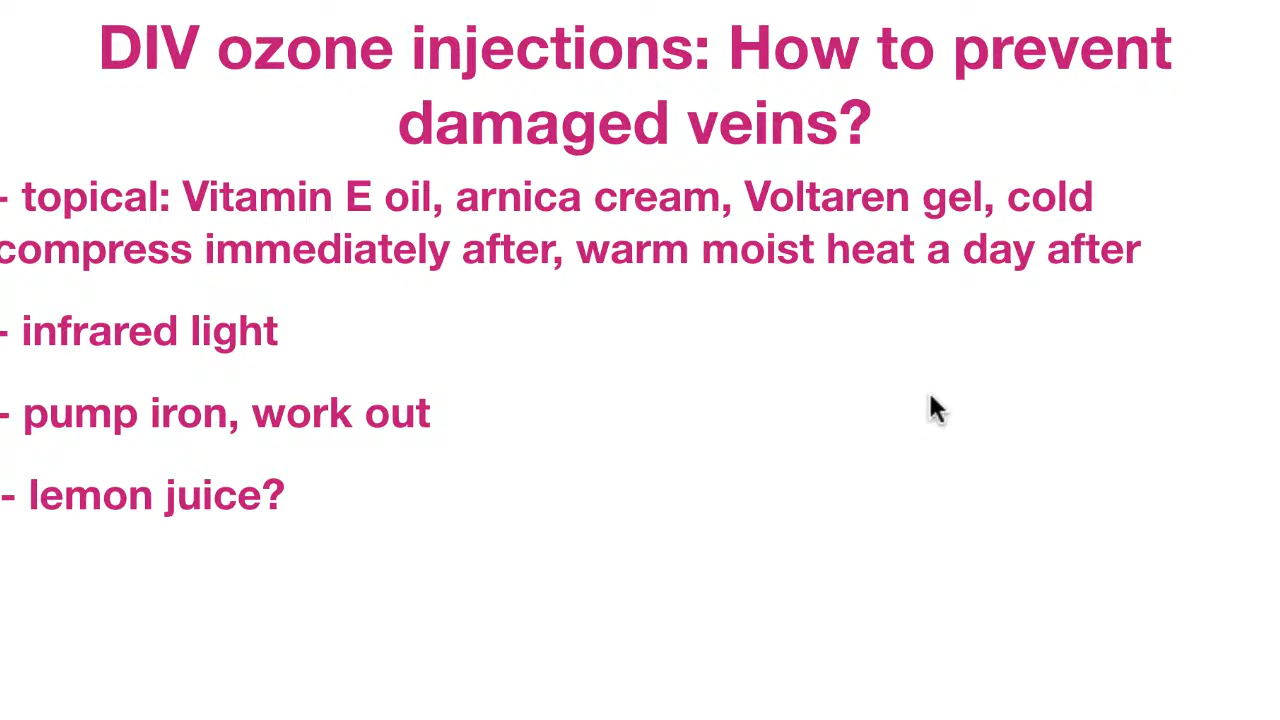 DIV ozone injections: How to prevent
damaged veins?
- topical: Vitamin E oil, arnica cream, Voltaren gel, cold
compress immediately after, warm moist heat a day after
- infrared light
- pump iron, work out
- lemon juice?